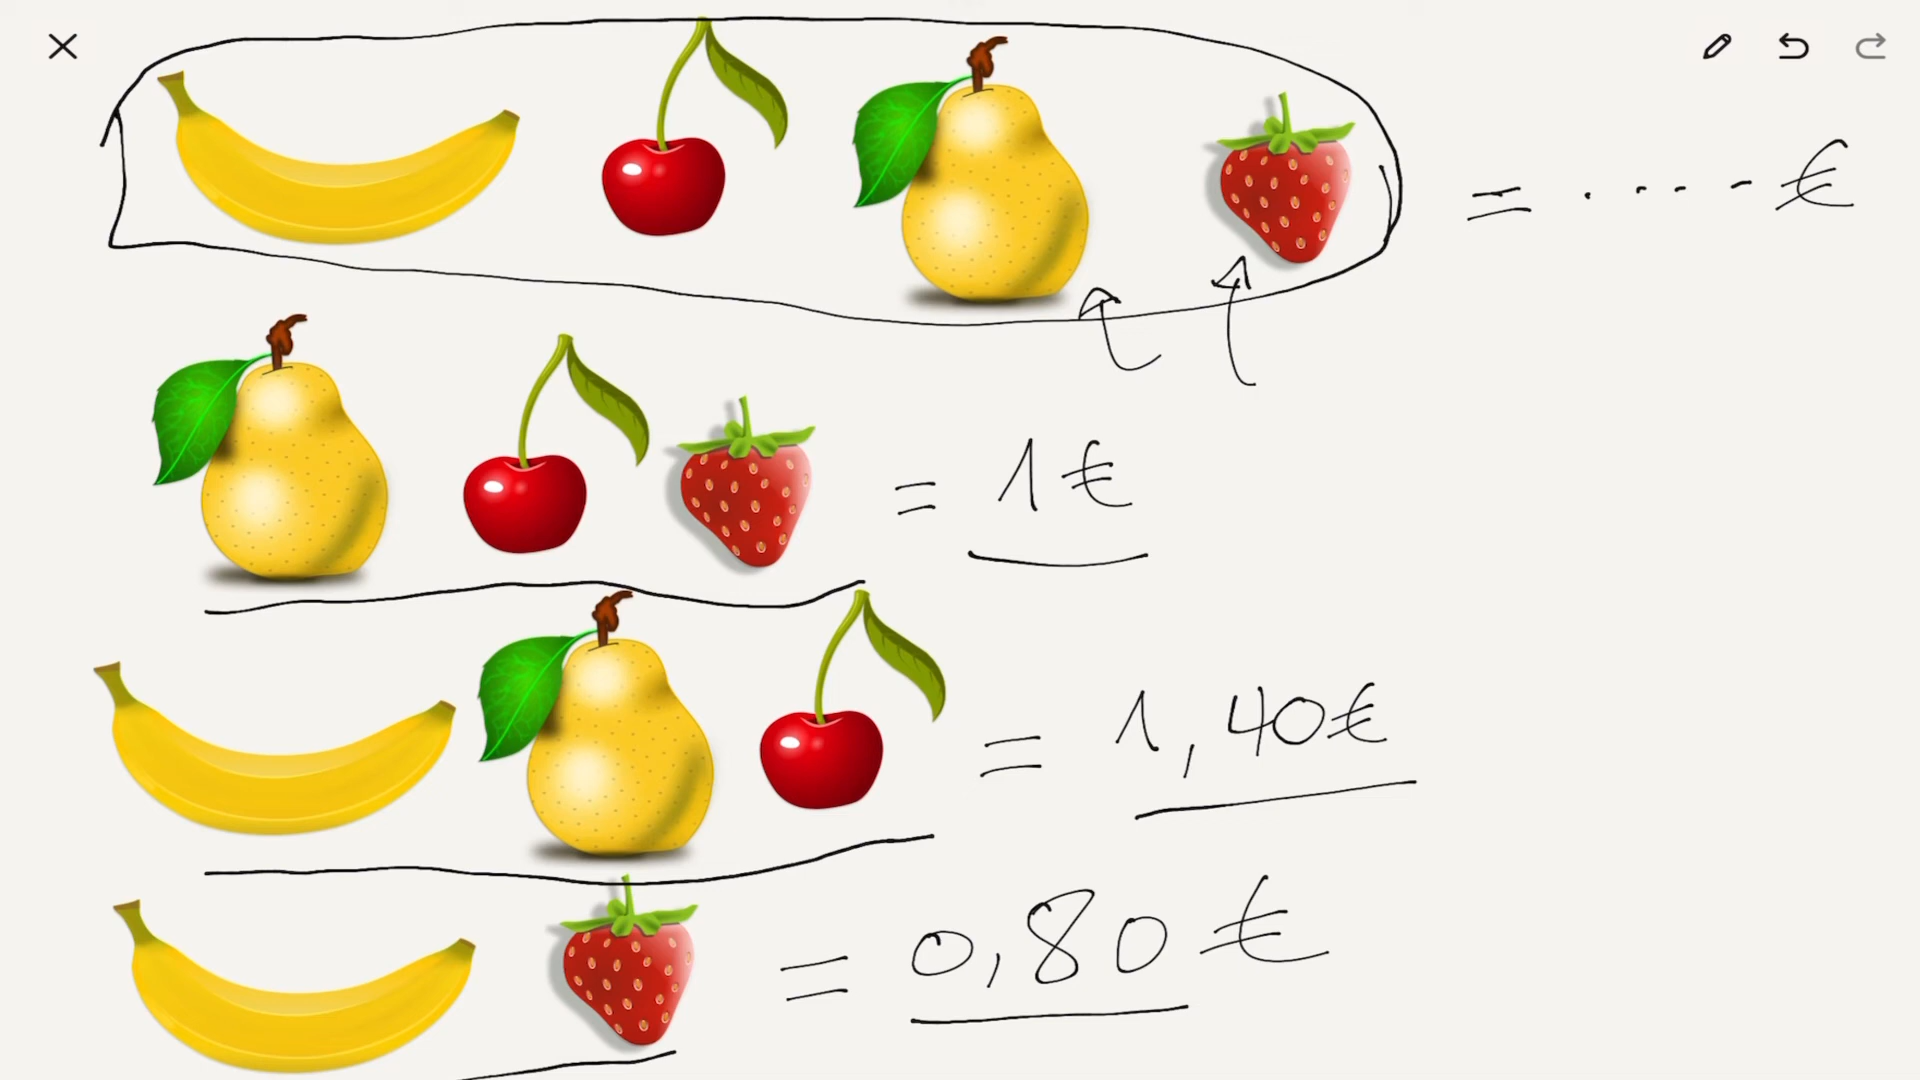 = . . . . - €
= 1 €
= 1,40 €
= 0,80 €